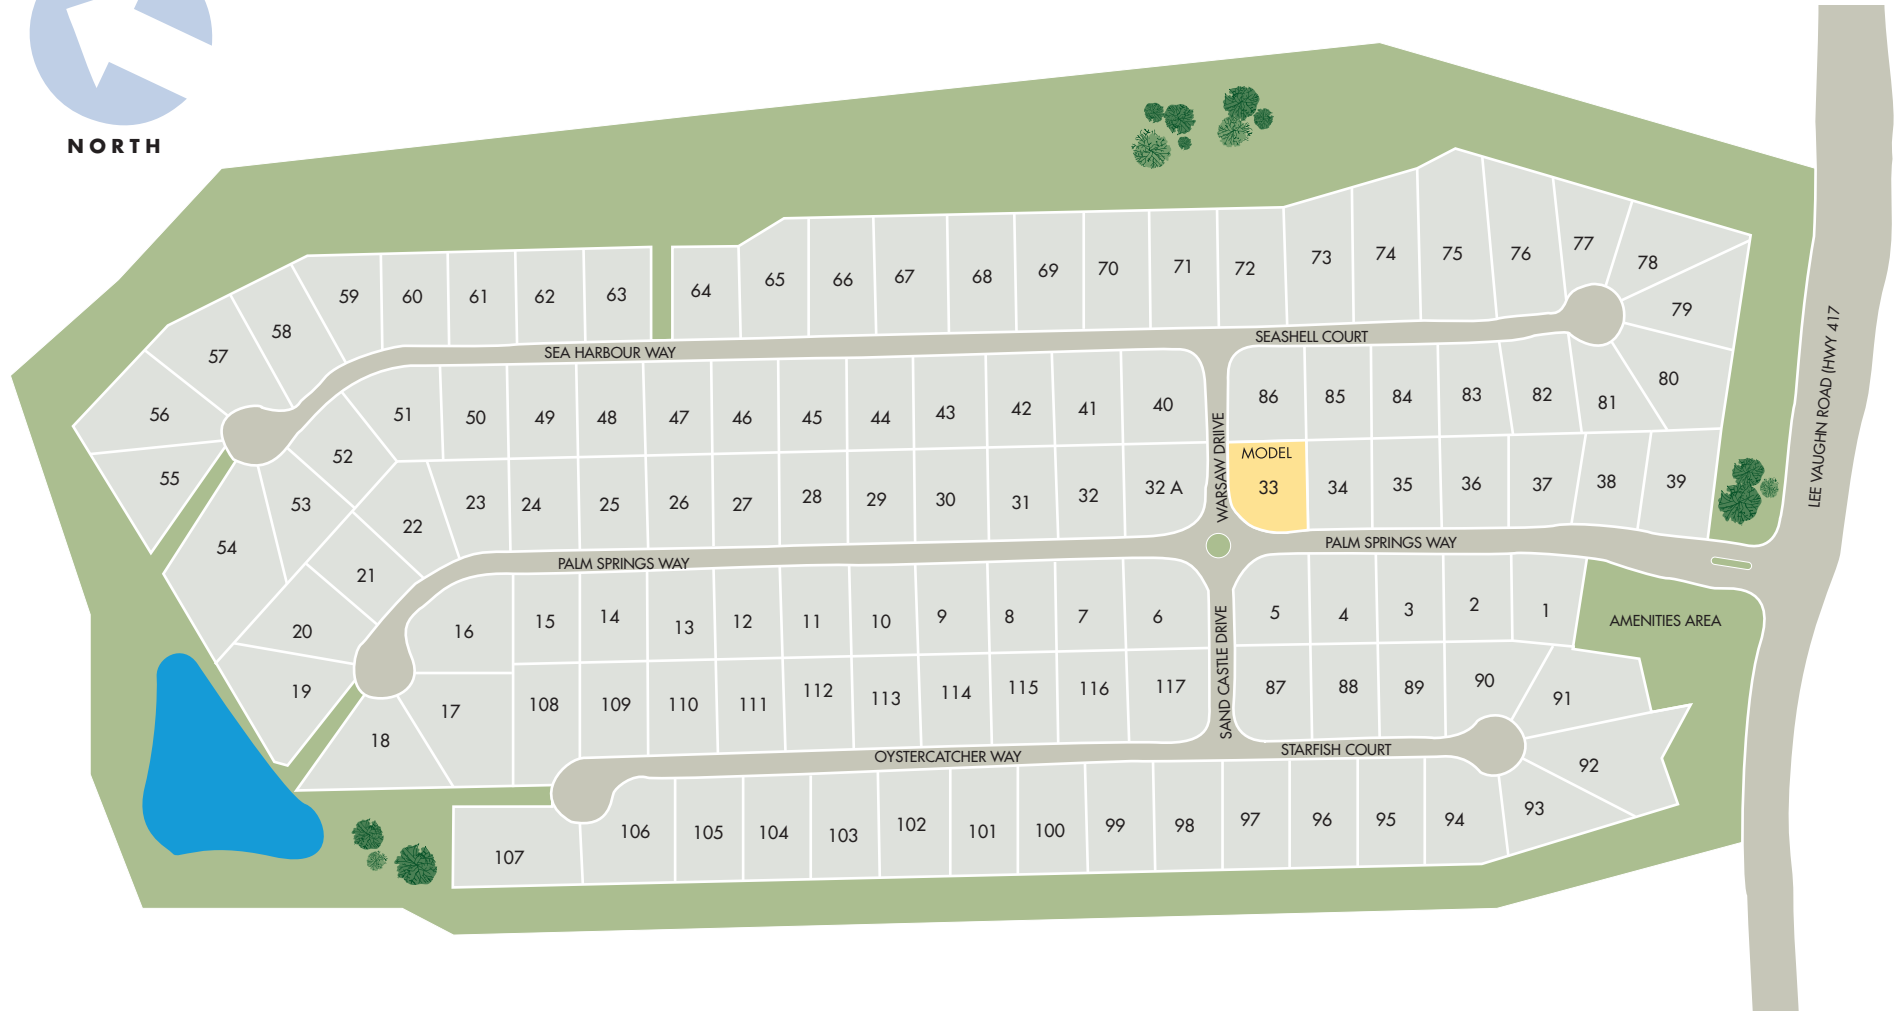 NORTH
59 60 61 62 63 64 65 66 67 68 69 70 71 72 73 74 75 76 77 78
58
57
56
55
79
80
SEA HARBOUR WAY
SEASHELL COURT
51 50 49 48 47 46 45 44 43 42 41 40
86 85 84 83 82 81
52
53
54
WARSAW DRIIVE
MODEL
33 34 35 36 37 38 39
22 23 24 25 26 27 28 29 30 31 32 32 A
21
20
19
PALM SPRINGS WAY
PALM SPRINGS WAY
LEE VAUGHN ROAD (HWY 417
16 15 14 13 12 11 10 9 8 7 6
5 4 3 2 1
AMENITIES AREA
SAND CASTLE DRIVE
18 17 108 109 110 111 112 113 114 115 116 117
87 88 89 90 91
92
93
OYSTERCATCHER WAY
STARFISH COURT
107 106 105 104 103 102 101 100 99 98 97 96 95 94